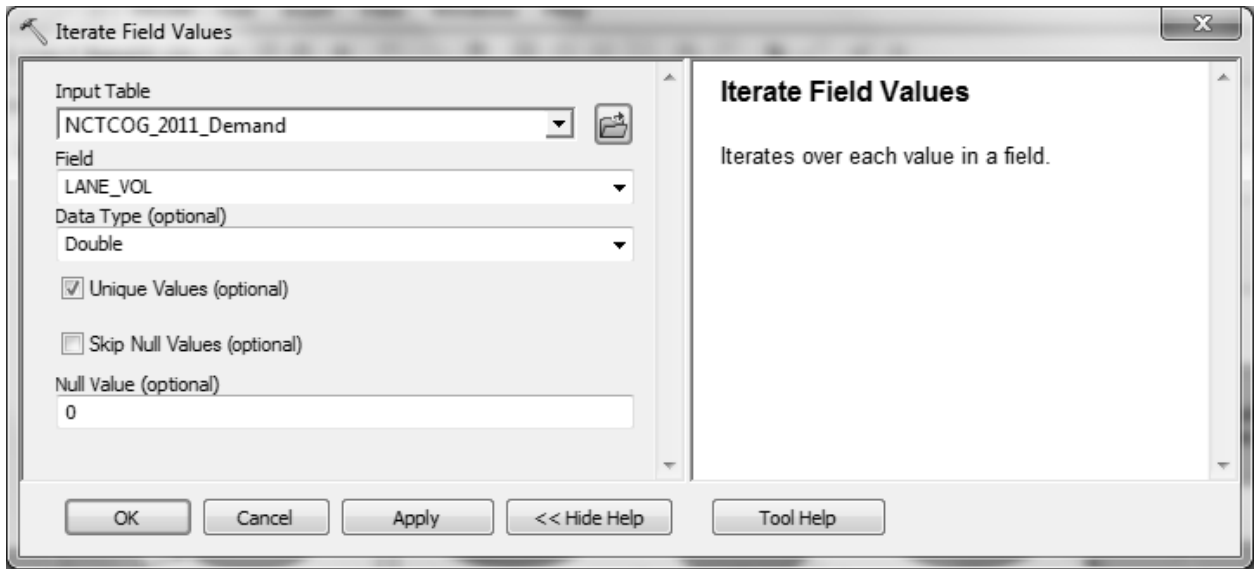 Iterate Field Values
Input Table
NCTCOG_2011_Demand
Field
LANE_VOL
Data Type (optional)
Double
Unique Values (optional)
Skip Null Values (optional)
Null Value (optional)
0
Iterate Field Values
Iterates over each value in a field.
OK Cancel Apply << Hide Help Tool Help